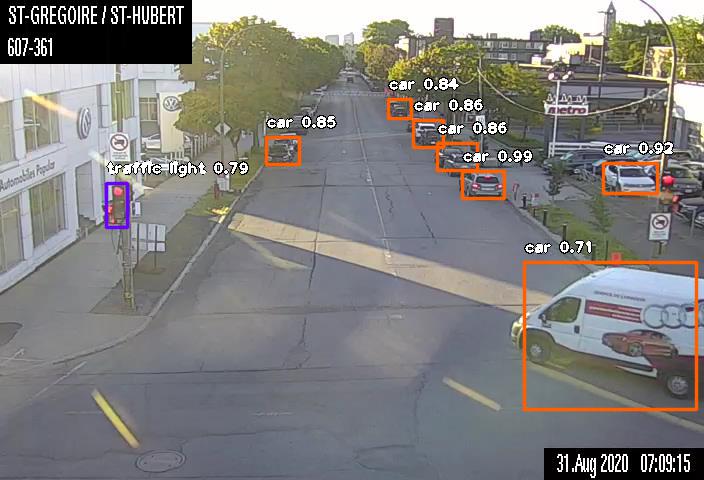 ST-GREGOIRE / ST-HUBERT
607-361
car 0.84
car 0.86
car 0.85
car 0.86
car 0.99
car 0.92
traffic-light 0.79
Automobiles Popular
metro
car 0.71
31.Aug 2020 07:09:15